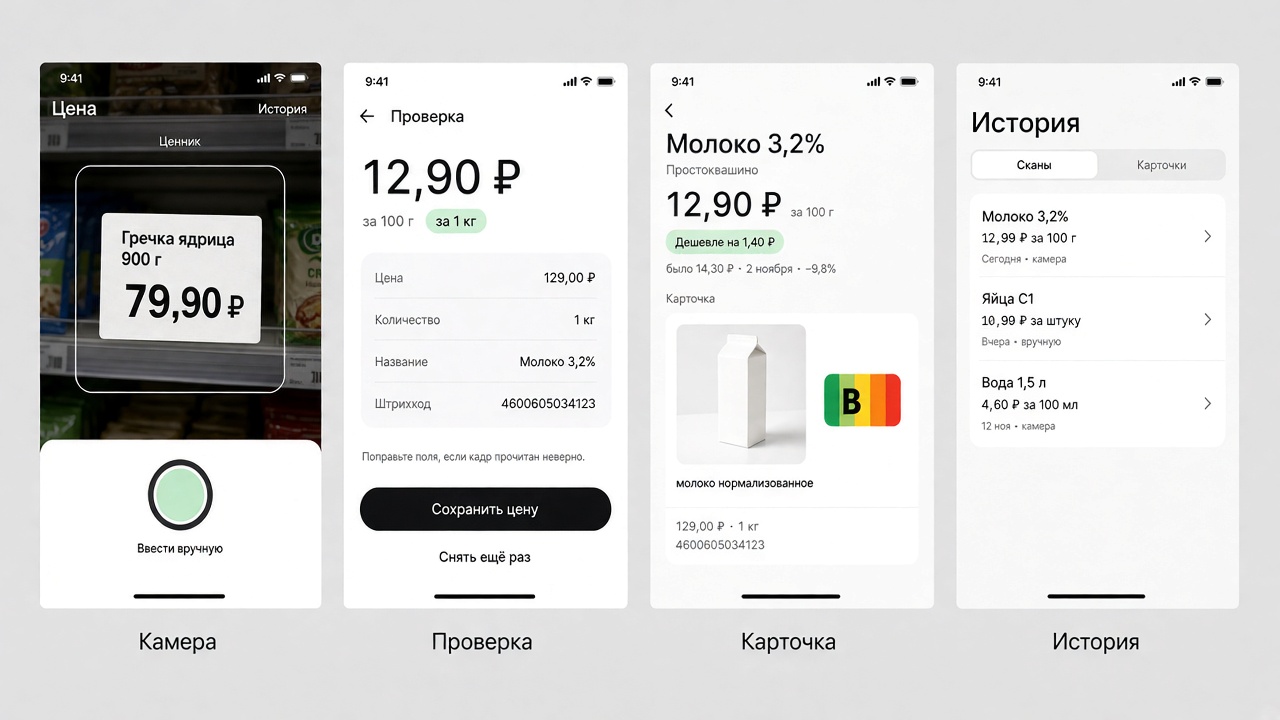 9:41
Цена
История
Ценник
Гречка ядрица
900 г
79,90 ₽
Ввести вручную
Камера
9:41
Проверка
12,90 ₽
за 100 г
за 1 кг
Цена
129,00 ₽
Количество
1 кг
Название
Молоко 3,2%
Штрихкод
4600605034123
Поправьте поля, если кадр прочитан неверно.
Сохранить цену
Снять ещё раз
Проверка
9:41
Молоко 3,2%
Простоквашино
12,90 ₽ за 100 г
Дешевле на 1,40 ₽
было 14,30 ₽ • 2 ноября • −9,8%
Карточка
B
молоко нормализованное
129,00 ₽ • 1 кг
4600605034123
Карточка
9:41
История
Сканы
Карточки
Молоко 3,2%
12,99 ₽ за 100 г
Сегодня • камера
Яйца С1
10,99 ₽ за штуку
Вчера • вручную
Вода 1,5 л
4,60 ₽ за 100 мл
12 ноя • камера
История